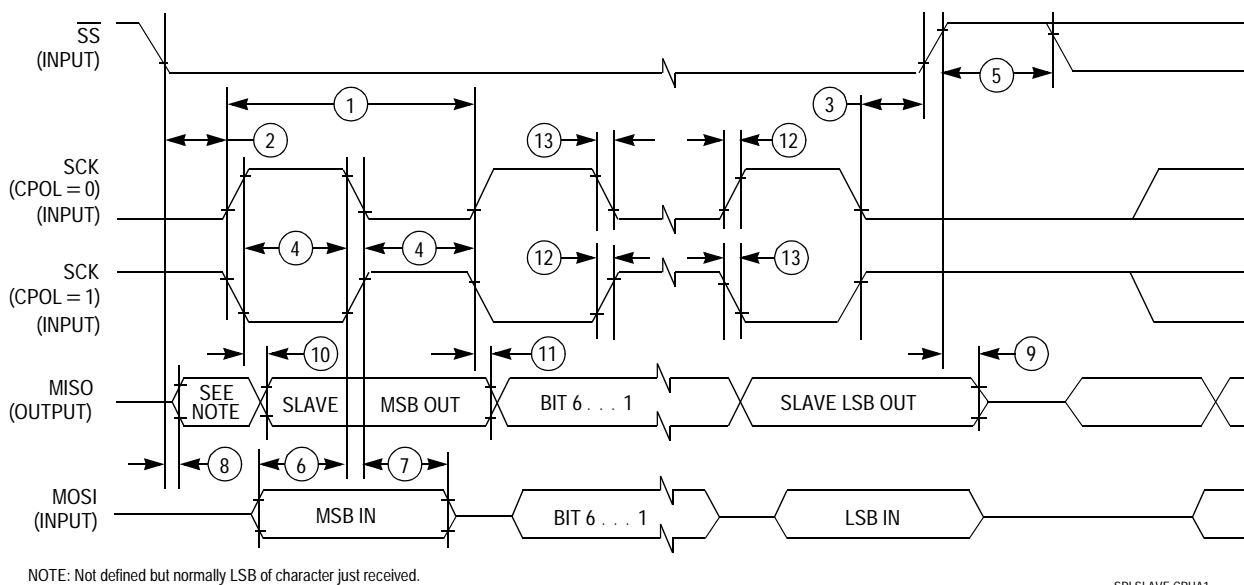 SS
(INPUT)
5
1
3
2
13
12
SCK
(CPOL = 0)
(INPUT)
4
4
12
13
SCK
(CPOL = 1)
(INPUT)
10
11
9
MISO
(OUTPUT)
SEE
NOTE
SLAVE
MSB OUT
BIT 6 . . . 1
SLAVE LSB OUT
8
6
7
MOSI
(INPUT)
MSB IN
BIT 6 . . . 1
LSB IN
NOTE: Not defined but normally LSB of character just received.
SPI SLAVE CPHA1